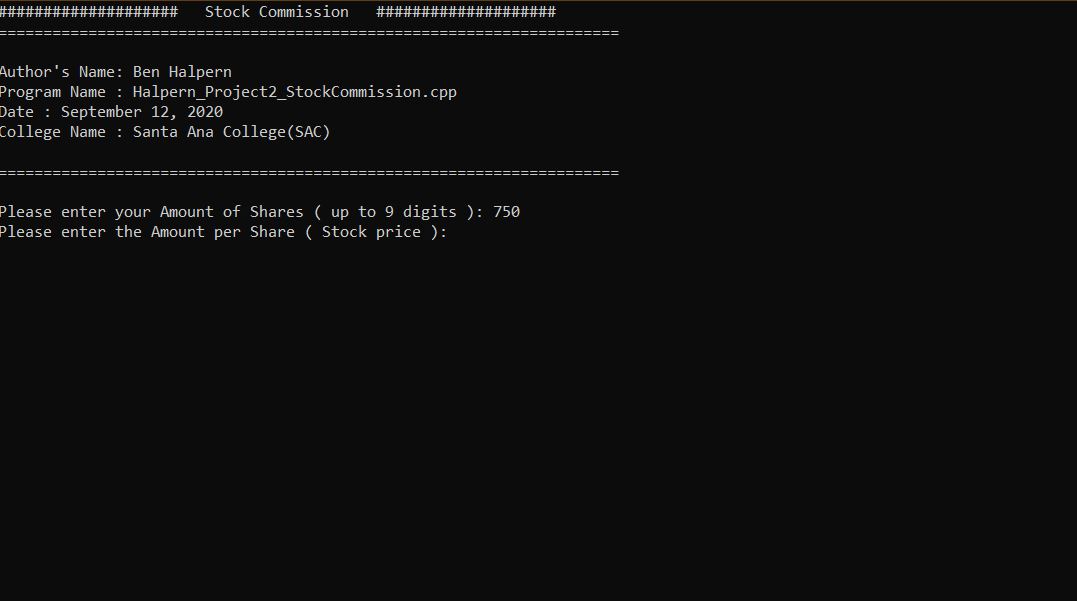 ####################   Stock Commission   ####################
=====================================================================
Author's Name: Ben Halpern
Program Name : Halpern_Project2_StockCommission.cpp
Date : September 12, 2020
College Name : Santa Ana College(SAC)
=====================================================================
Please enter your Amount of Shares ( up to 9 digits ): 750
Please enter the Amount per Share ( Stock price ):